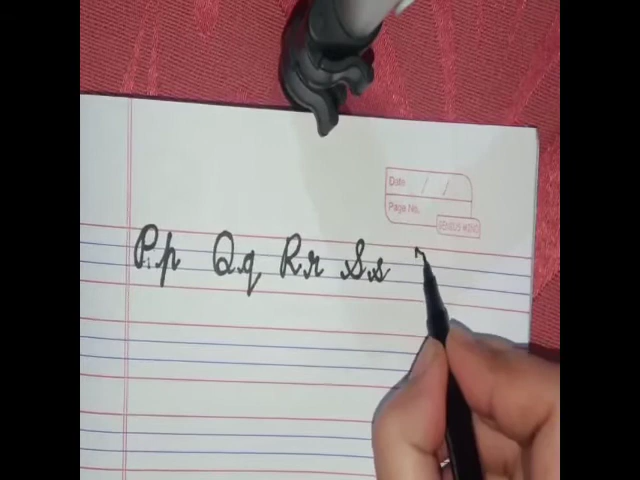 Date / /
Page No.
Pp Qq Rr Ss